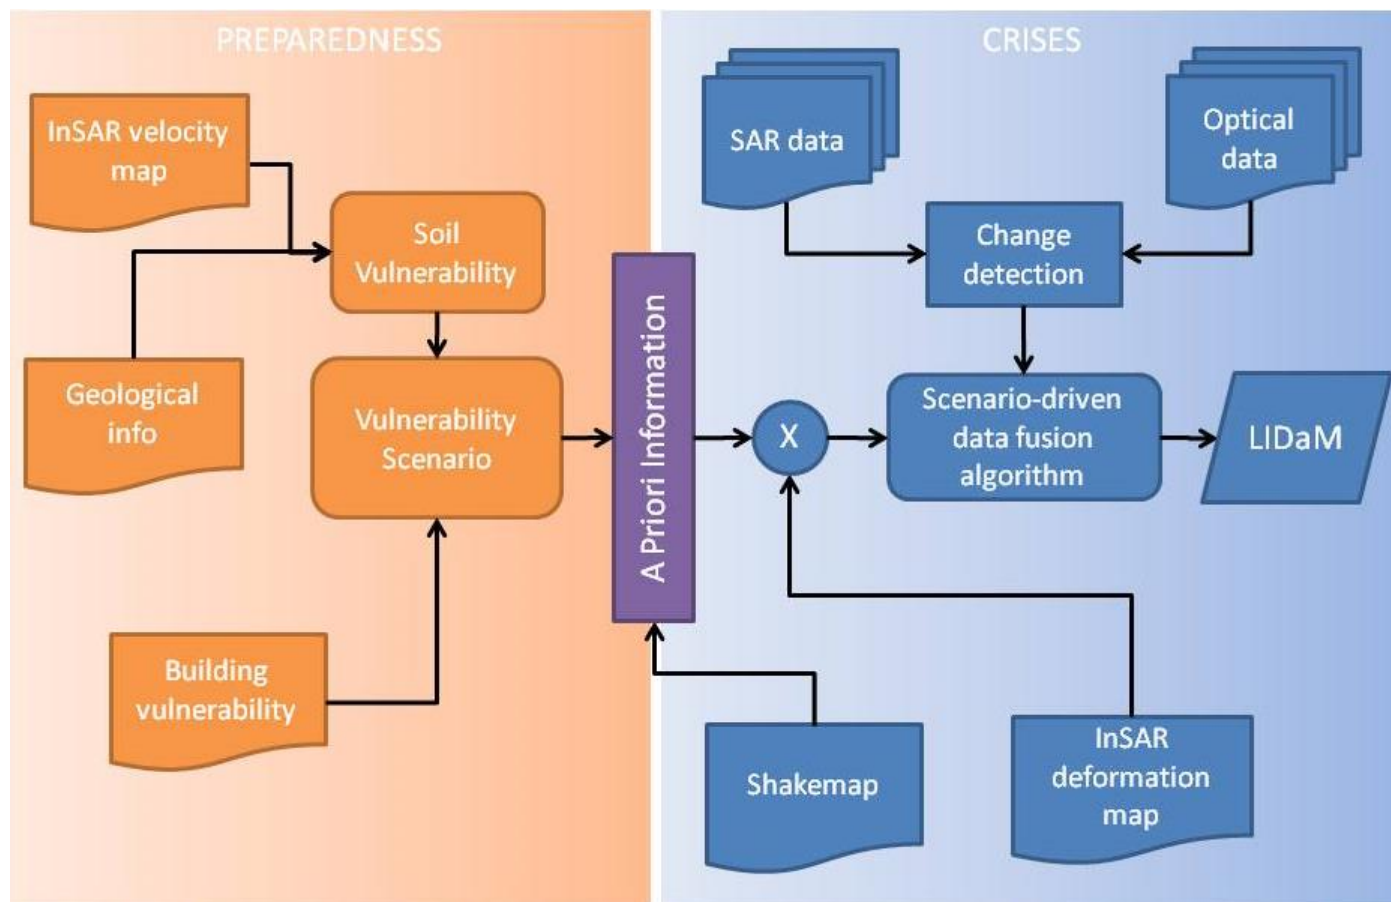 PREPAREDNESS
InSAR velocity
map
Geological
info
Soil
Vulnerability
Vulnerability
Scenario
Building
vulnerability
A Priori Information
CRISES
SAR data
Optical
data
Change
detection
X
Scenario-driven
data fusion
algorithm
LIDaM
Shakemap
InSAR
deformation
map